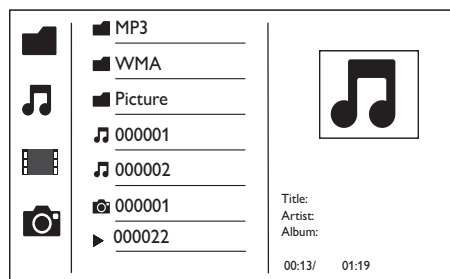 MP3
WMA
Picture
000001
000002
000001
000022
Title:
Artist:
Album:
00:13/ 01:19